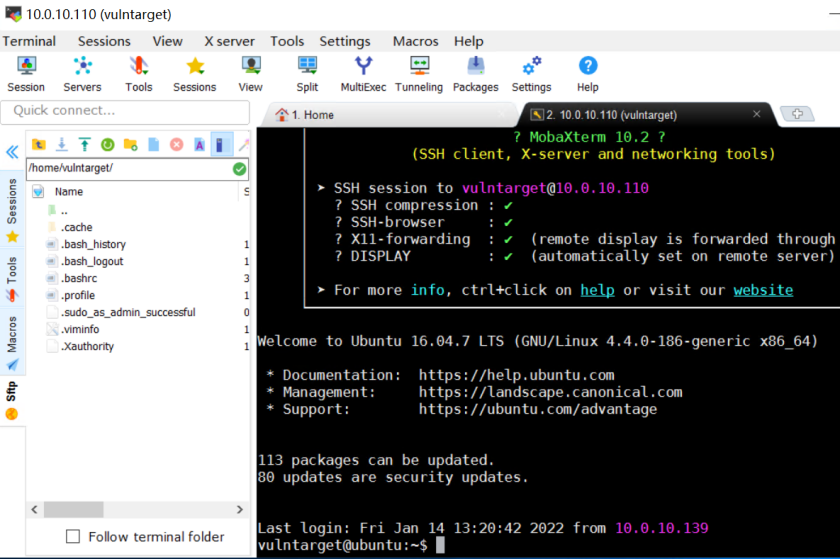 10.0.10.110 (vulntarget)
Terminal Sessions View X server Tools Settings Macros Help
Session Servers Tools Sessions View Split MultiExec Tunneling Packages Settings Help
Quick connect...
1. Home
2. 10.0.10.110 (vulntarget)
/home/vulntarget/
Name S
..
.cache
.bash_history 1
.bash_logout 1
.bashrc 3
.profile 1
.sudo_as_admin_successful 0
.viminfo 1
.Xauthority 1
Sessions
Tools
Macros
Sftp
Follow terminal folder
? MobaXterm 10.2 ?
(SSH client, X-server and networking tools)
➤ SSH session to vulntarget@10.0.10.110
? SSH compression : ✔
? SSH-browser : ✔
? X11-forwarding : ✔ (remote display is forwarded through
? DISPLAY : ✔ (automatically set on remote server)
➤ For more info, ctrl+click on help or visit our website
Welcome to Ubuntu 16.04.7 LTS (GNU/Linux 4.4.0-186-generic x86_64)
* Documentation: https://help.ubuntu.com
* Management: https://landscape.canonical.com
* Support: https://ubuntu.com/advantage
113 packages can be updated.
80 updates are security updates.
Last login: Fri Jan 14 13:20:42 2022 from 10.0.10.139
vulntarget@ubuntu:~$